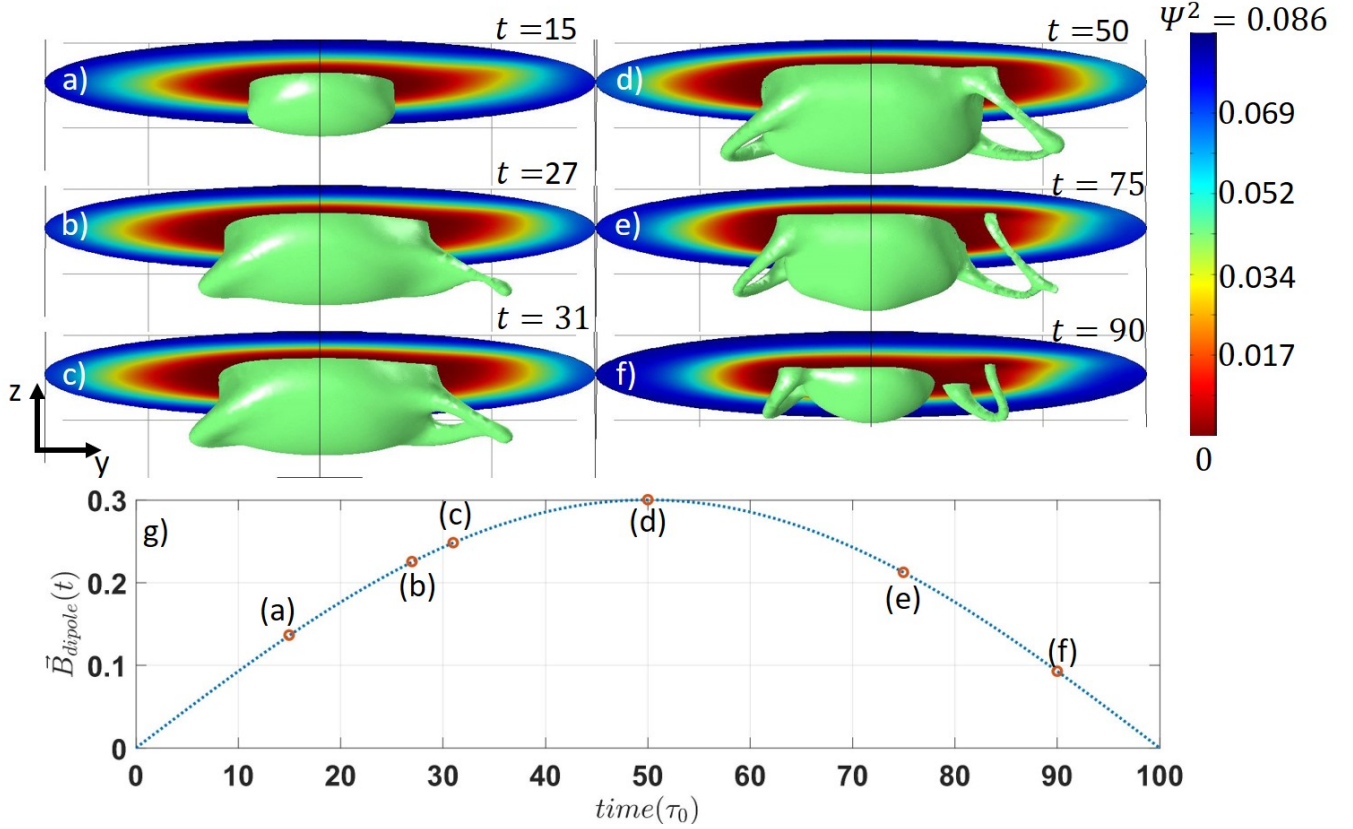 Ψ² = 0.086
t =15
t =50
a)
d)
0.069
t =27
t = 75
0.052
b)
e)
0.034
t = 31
t = 90
0.017
c)
f)
z
y
0
0.3
g)
(c)
(d)
(b)
(e)
0.2
(a)
(f)
0.1
0
B⃗dipole(t)
0 10 20 30 40 50 60 70 80 90 100
time(τ₀)